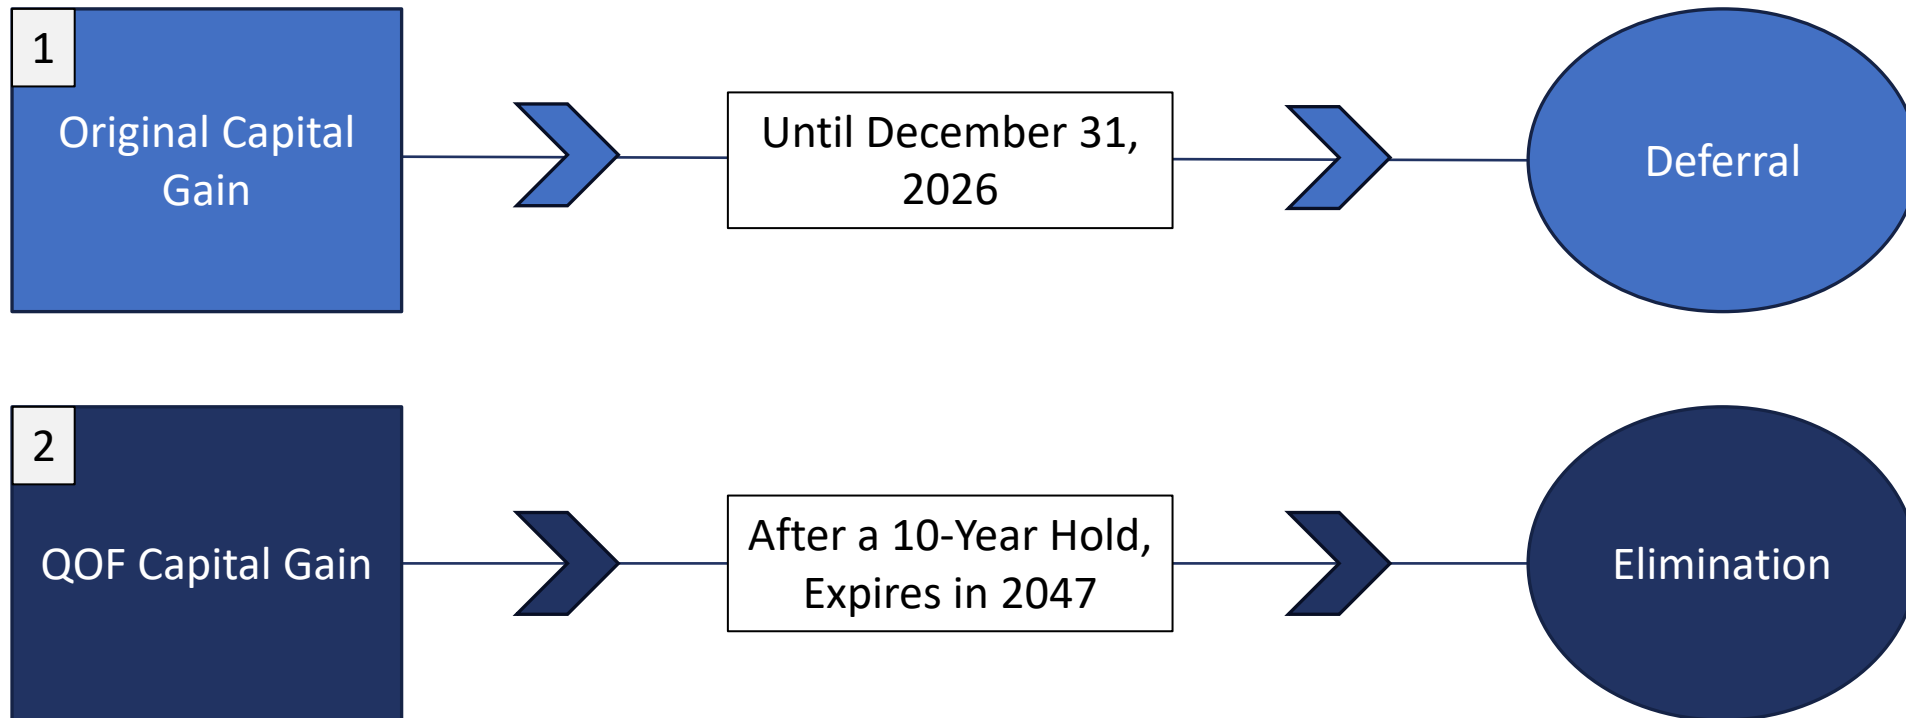 1
Original Capital
Gain
Until December 31,
2026
Deferral
2
QOF Capital Gain
After a 10-Year Hold,
Expires in 2047
Elimination